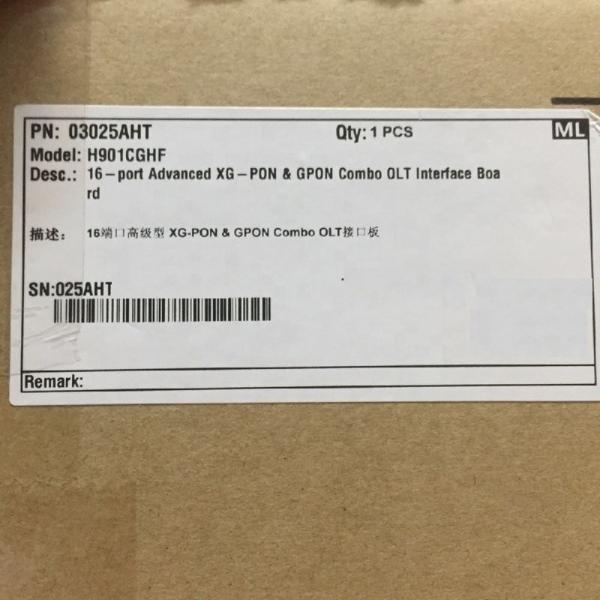 PN: 03025AHT Qty: 1 PCS ML
Model: H901CGHF
Desc.: 16-port Advanced XG-PON & GPON Combo OLT Interface Boa
rd
描述: 16端口高级型 XG-PON & GPON Combo OLT接口板
SN:025AHT
Remark: